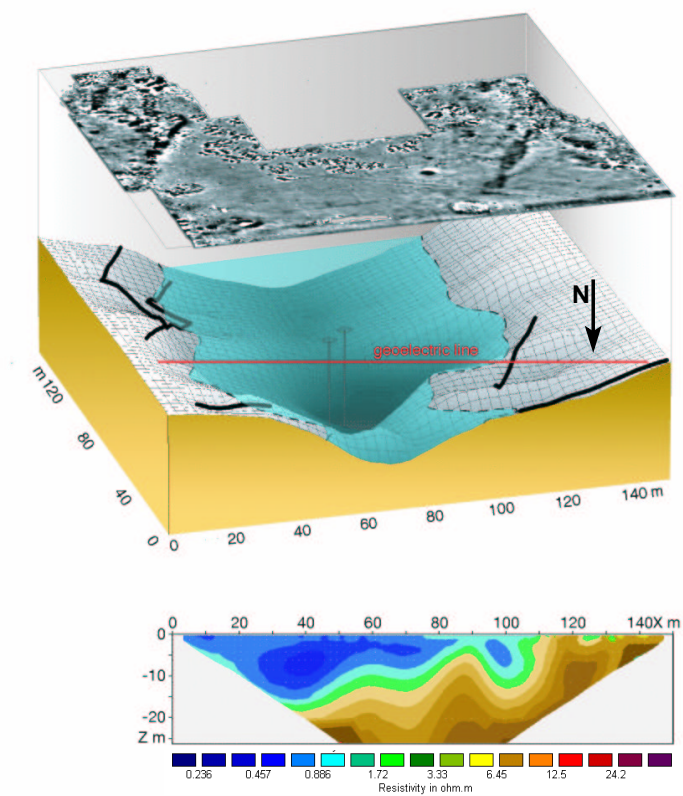 N
geoelectric line
m120
80
40
0
0 20 40 60 80 100 120 140 m
0 20 40 60 80 100 120 140X m
0
-10
-20
Z m
0.236 0.457 0.886 1.72 3.33 6.45 12.5 24.2
Resistivity in ohm.m